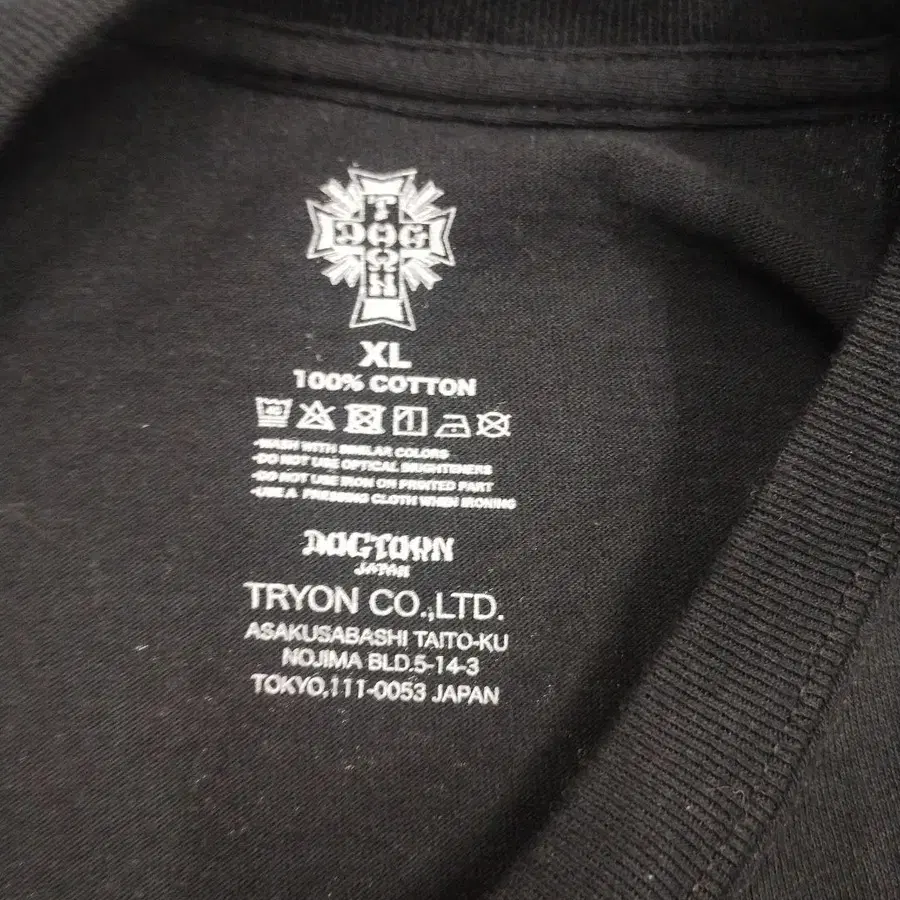 T
DOG
O
W
N
XL
100% COTTON
-WASH WITH SIMILAR COLORS
-DO NOT USE OPTICAL BRIGHTENERS
-DO NOT USE IRON ON PRINTED PART
-USE A PRESSING CLOTH WHEN IRONING
DOGTOWN
JAPAN
TRYON CO.,LTD.
ASAKUSABASHI TAITO-KU
NOJIMA BLD.5-14-3
TOKYO,111-0053 JAPAN